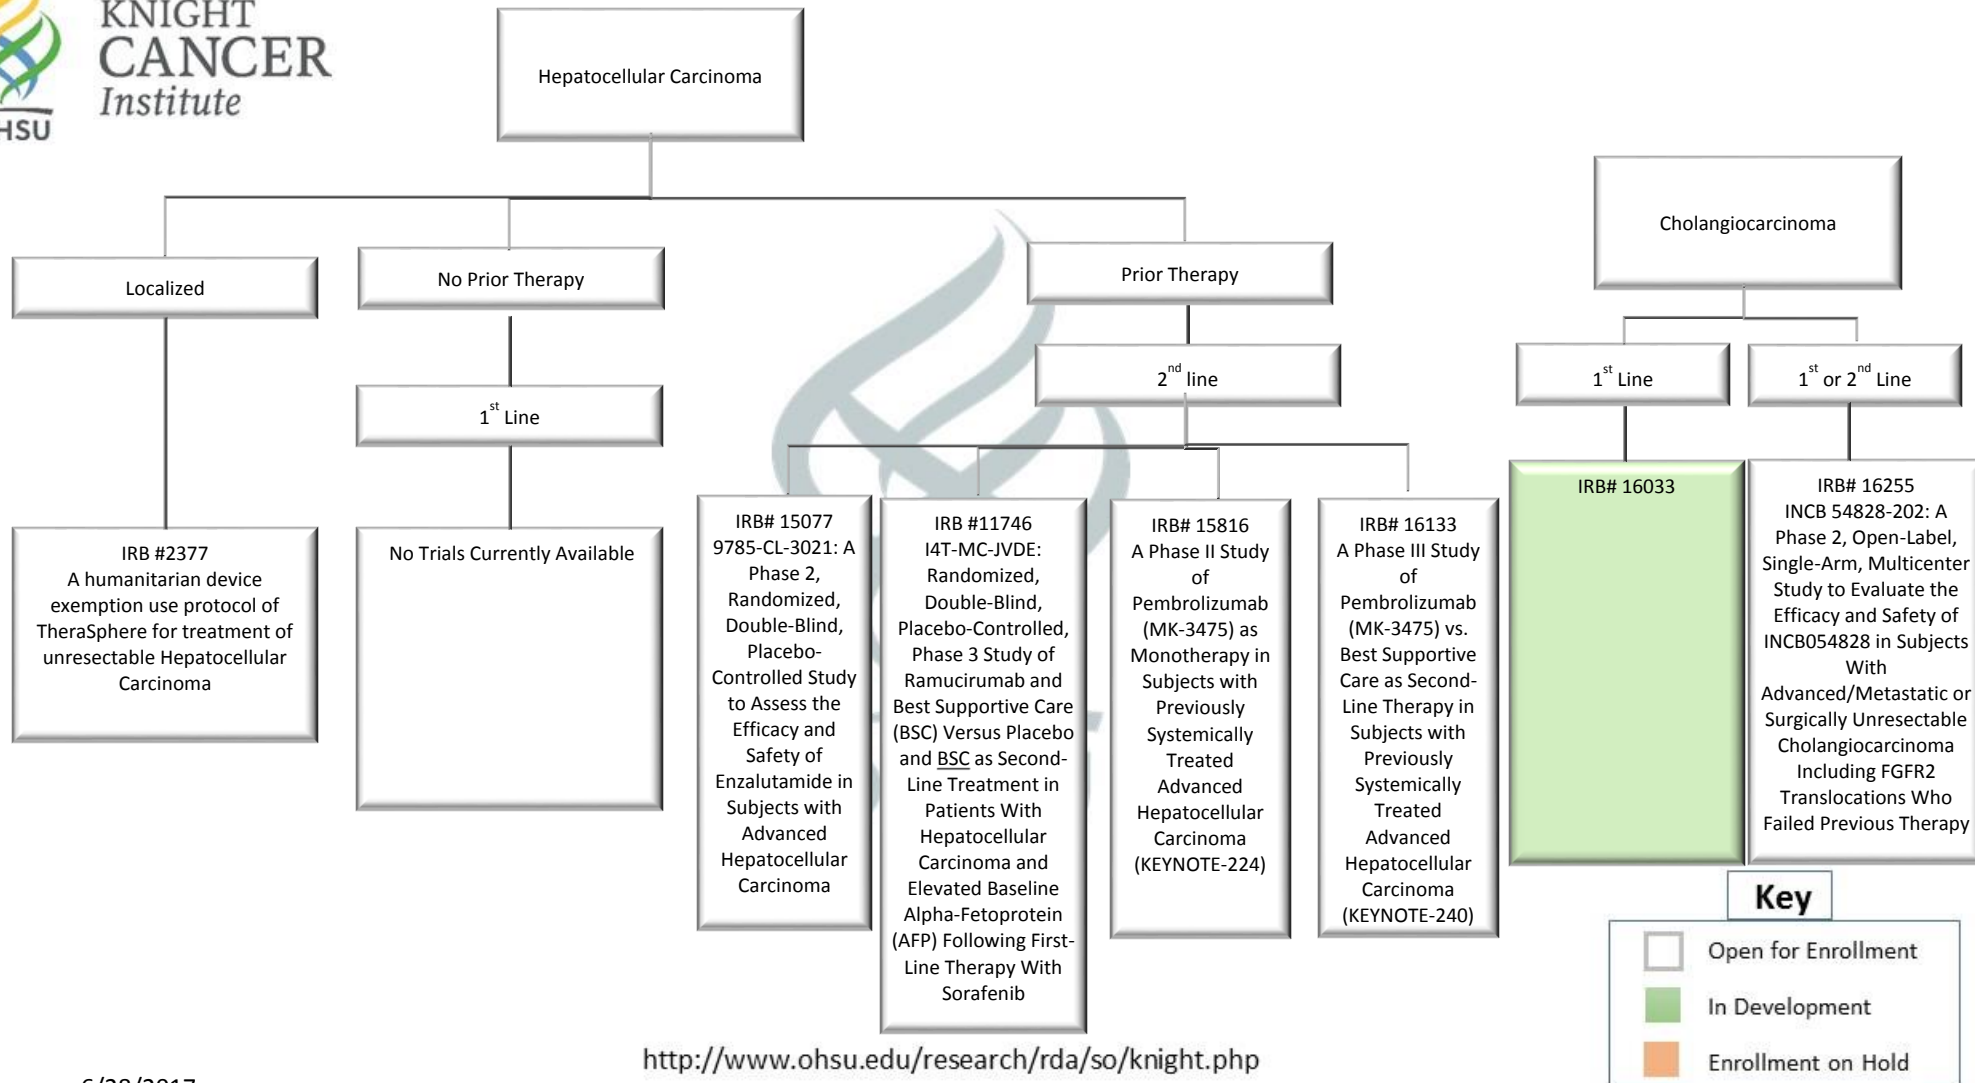 KNIGHT
CANCER
Institute
HSU
Hepatocellular Carcinoma
Cholangiocarcinoma
Localized
No Prior Therapy
Prior Therapy
1st Line
2nd line
1st Line
1st or 2nd Line
IRB #2377
A humanitarian device
exemption use protocol of
TheraSphere for treatment of
unresectable Hepatocellular
Carcinoma
No Trials Currently Available
IRB# 15077
9785-CL-3021: A
Phase 2,
Randomized,
Double-Blind,
Placebo-
Controlled Study
to Assess the
Efficacy and
Safety of
Enzalutamide in
Subjects with
Advanced
Hepatocellular
Carcinoma
IRB #11746
I4T-MC-JVDE:
Randomized,
Double-Blind,
Placebo-Controlled,
Phase 3 Study of
Ramucirumab and
Best Supportive Care
(BSC) Versus Placebo
and BSC as Second-
Line Treatment in
Patients With
Hepatocellular
Carcinoma and
Elevated Baseline
Alpha-Fetoprotein
(AFP) Following First-
Line Therapy With
Sorafenib
IRB# 15816
A Phase II Study
of
Pembrolizumab
(MK-3475) as
Monotherapy in
Subjects with
Previously
Systemically
Treated
Advanced
Hepatocellular
Carcinoma
(KEYNOTE-224)
IRB# 16133
A Phase III Study
of
Pembrolizumab
(MK-3475) vs.
Best Supportive
Care as Second-
Line Therapy in
Subjects with
Previously
Systemically
Treated
Advanced
Hepatocellular
Carcinoma
(KEYNOTE-240)
IRB# 16033
IRB# 16255
INCB 54828-202: A
Phase 2, Open-Label,
Single-Arm, Multicenter
Study to Evaluate the
Efficacy and Safety of
INCB054828 in Subjects
With
Advanced/Metastatic or
Surgically Unresectable
Cholangiocarcinoma
Including FGFR2
Translocations Who
Failed Previous Therapy
Key
Open for Enrollment
In Development
Enrollment on Hold
http://www.ohsu.edu/research/rda/so/knight.php